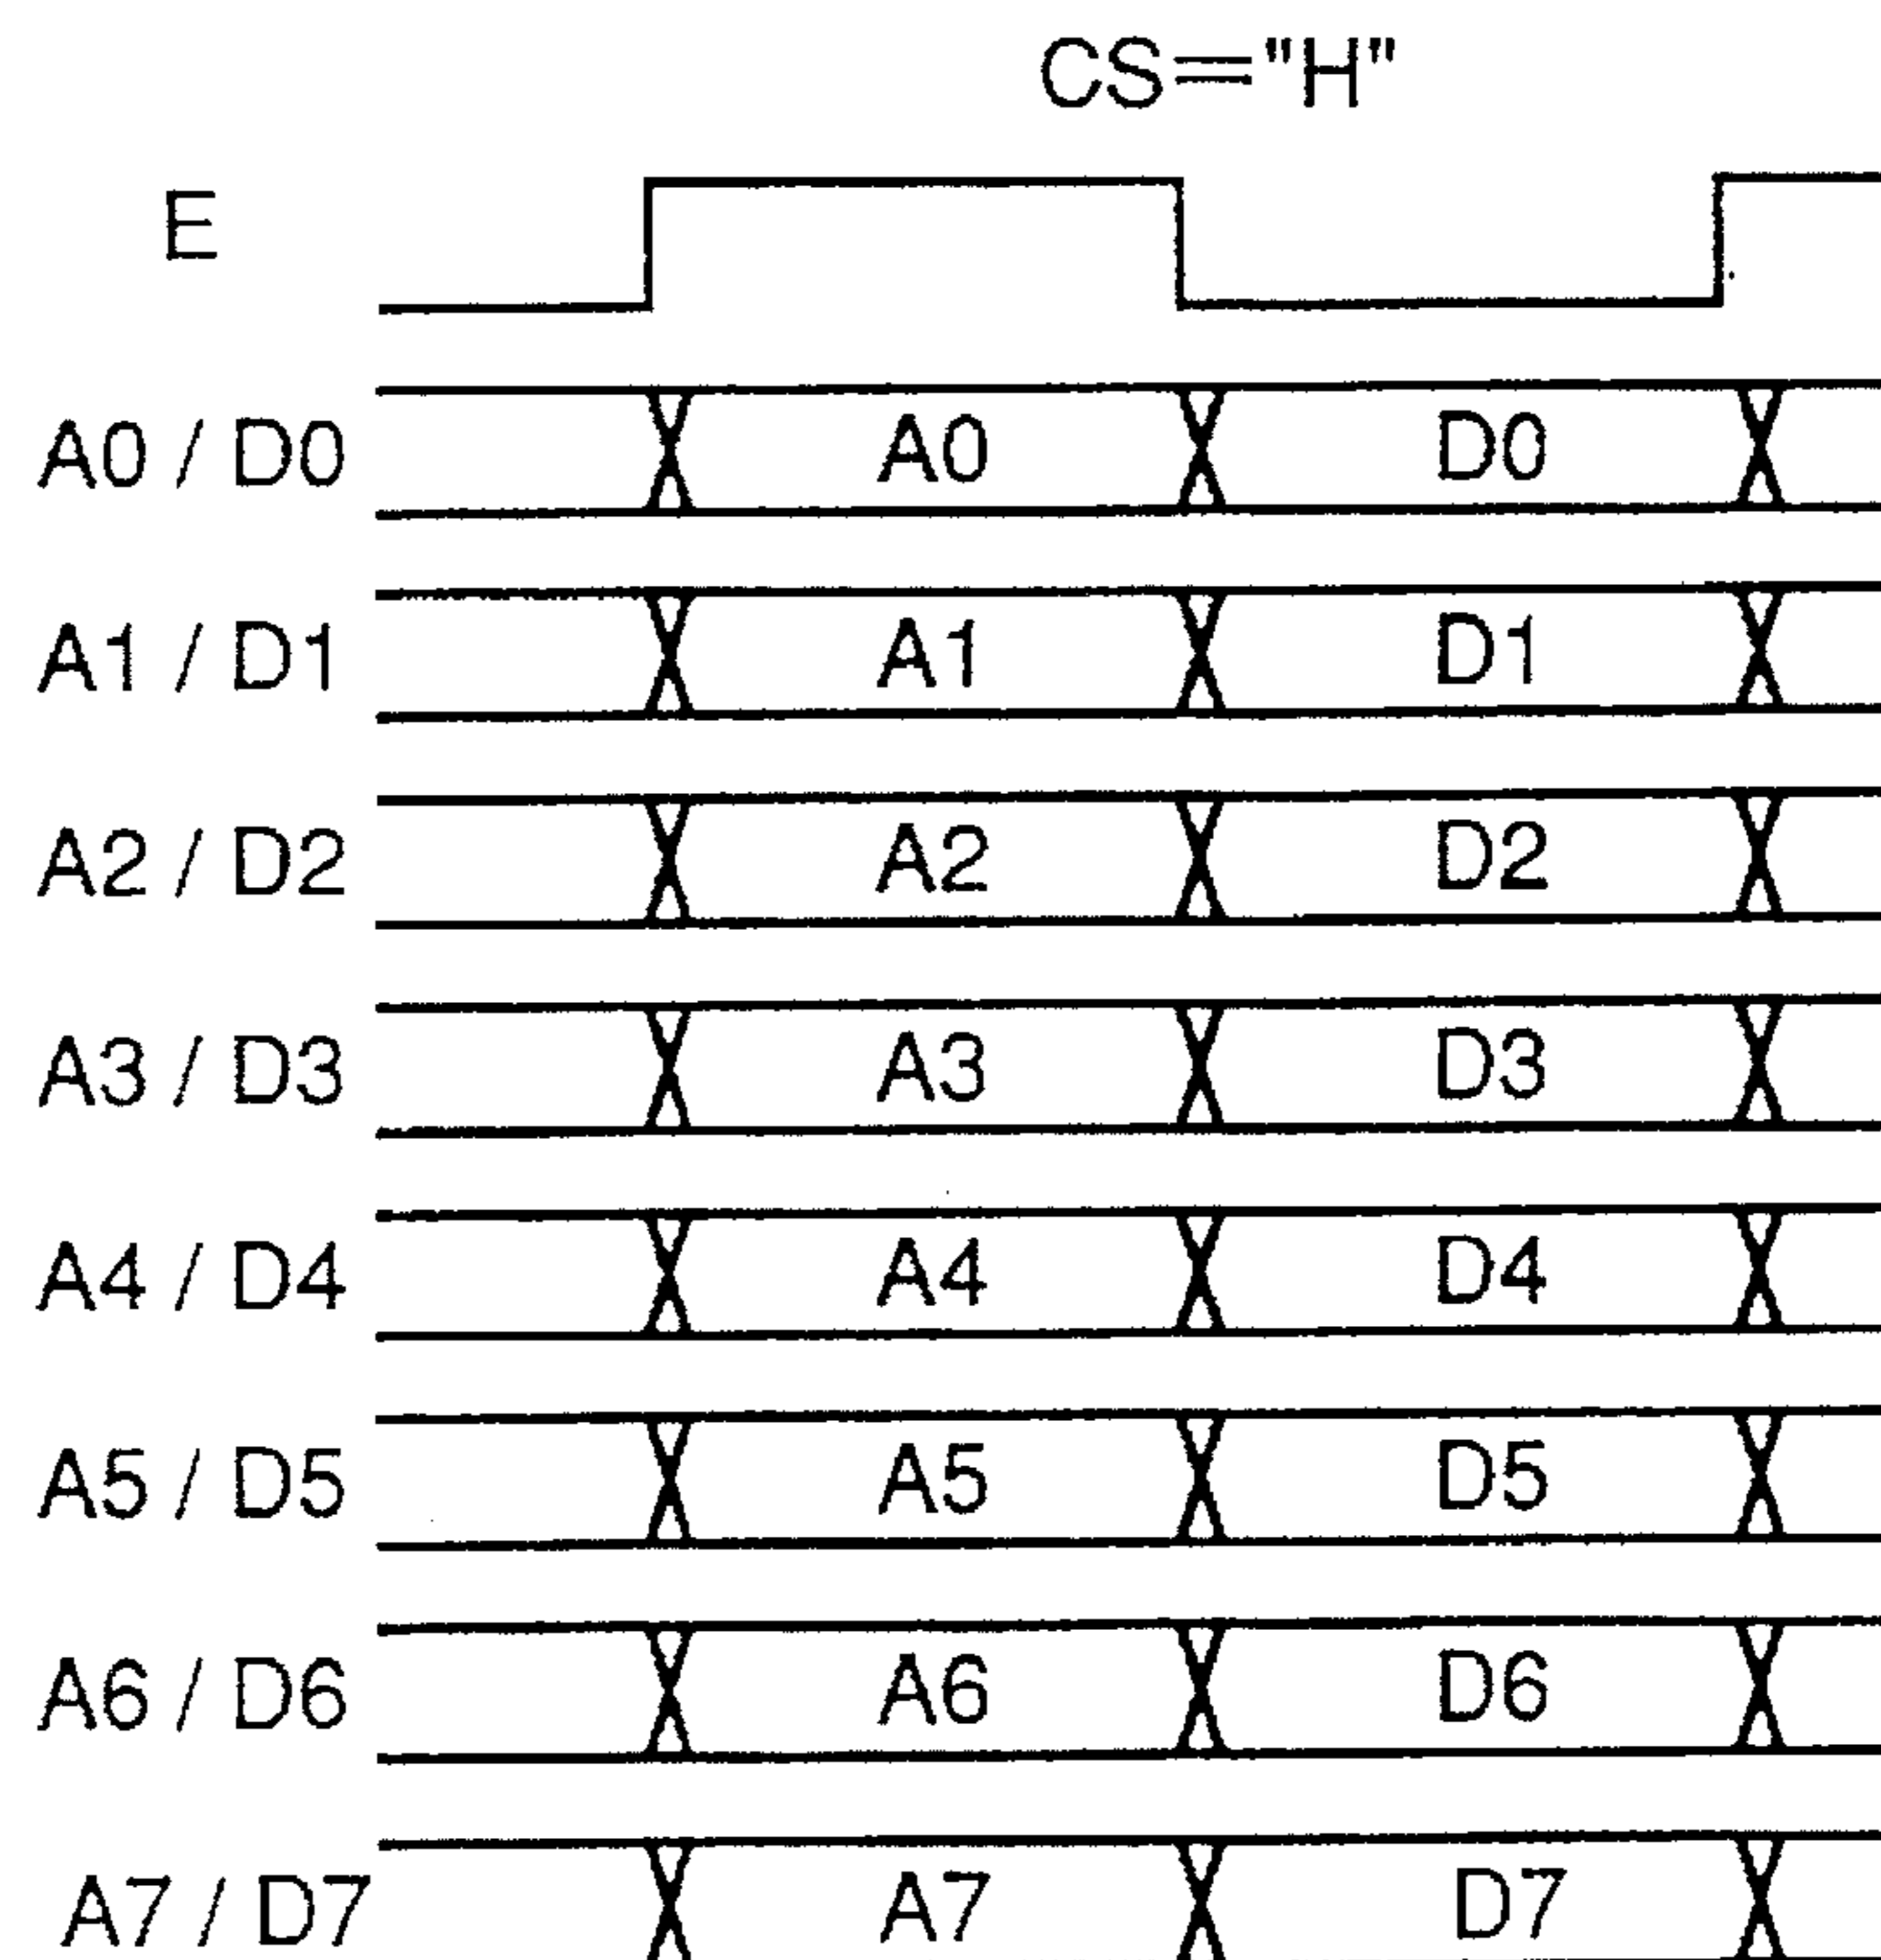 CS="H"
E
A0 / D0 A0 D0
A1 / D1 A1 D1
A2 / D2 A2 D2
A3 / D3 A3 D3
A4 / D4 A4 D4
A5 / D5 A5 D5
A6 / D6 A6 D6
A7 / D7 A7 D7